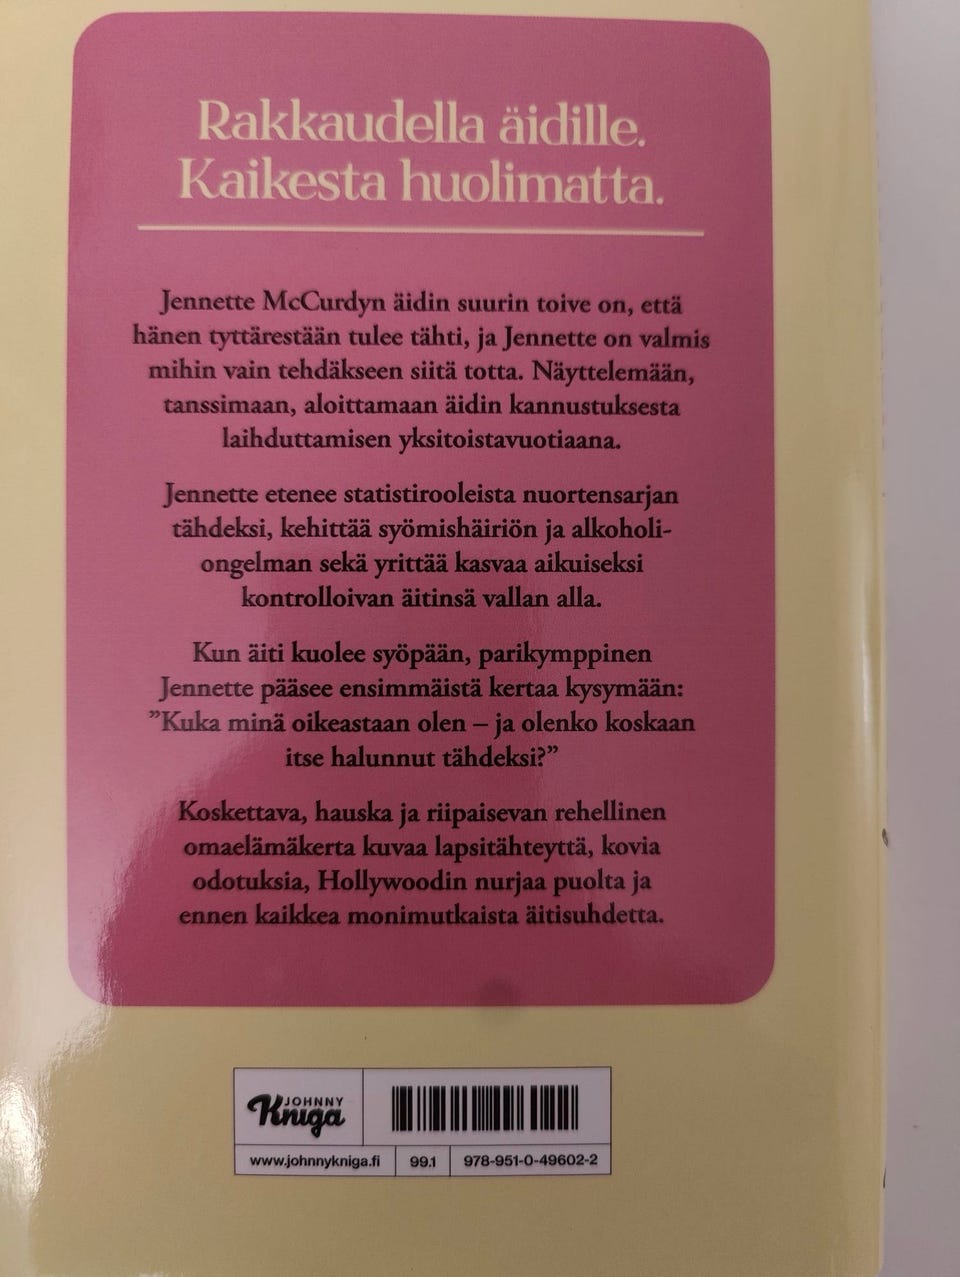 Rakkaudella äidille.
Kaikesta huolimatta.
Jennette McCurdyn äidin suurin toive on, että
hänen tyttärestään tulee tähti, ja Jennette on valmis
mihin vain tehdäkseen siitä totta. Näyttelemään,
tanssimaan, aloittamaan äidin kannustuksesta
laihduttamisen yksitoistavuotiaana.
Jennette etenee statistirooleista nuortensarjan
tähdeksi, kehittää syömishäiriön ja alkoholi-
ongelman sekä yrittää kasvaa aikuiseksi
kontrolloivan äitinsä vallan alla.
Kun äiti kuolee syöpään, parikymppinen
Jennette pääsee ensimmäistä kertaa kysymään:
”Kuka minä oikeastaan olen – ja olenko koskaan
itse halunnut tähdeksi?”
Koskettava, hauska ja riipaisevan rehellinen
omaelämäkerta kuvaa lapsitähteyttä, kovia
odotuksia, Hollywoodin nurjaa puolta ja
ennen kaikkea monimutkaista äitisuhdetta.
JOHNNY
Kniga
www.johnnykniga.fi
99.1
978-951-0-49602-2